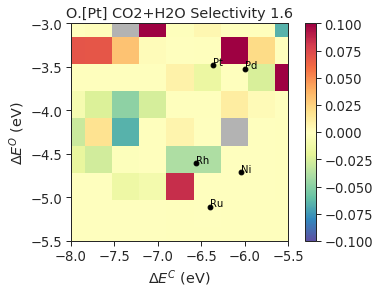 O.[Pt] CO2+H2O Selectivity 1.6
−3.0
−3.5
−4.0
−4.5
−5.0
−5.5
ΔE^O (eV)
Pt
Pd
Rh
Ni
Ru
−8.0 −7.5 −7.0 −6.5 −6.0 −5.5
ΔE^C (eV)
0.100
0.075
0.050
0.025
0.000
−0.025
−0.050
−0.075
−0.100